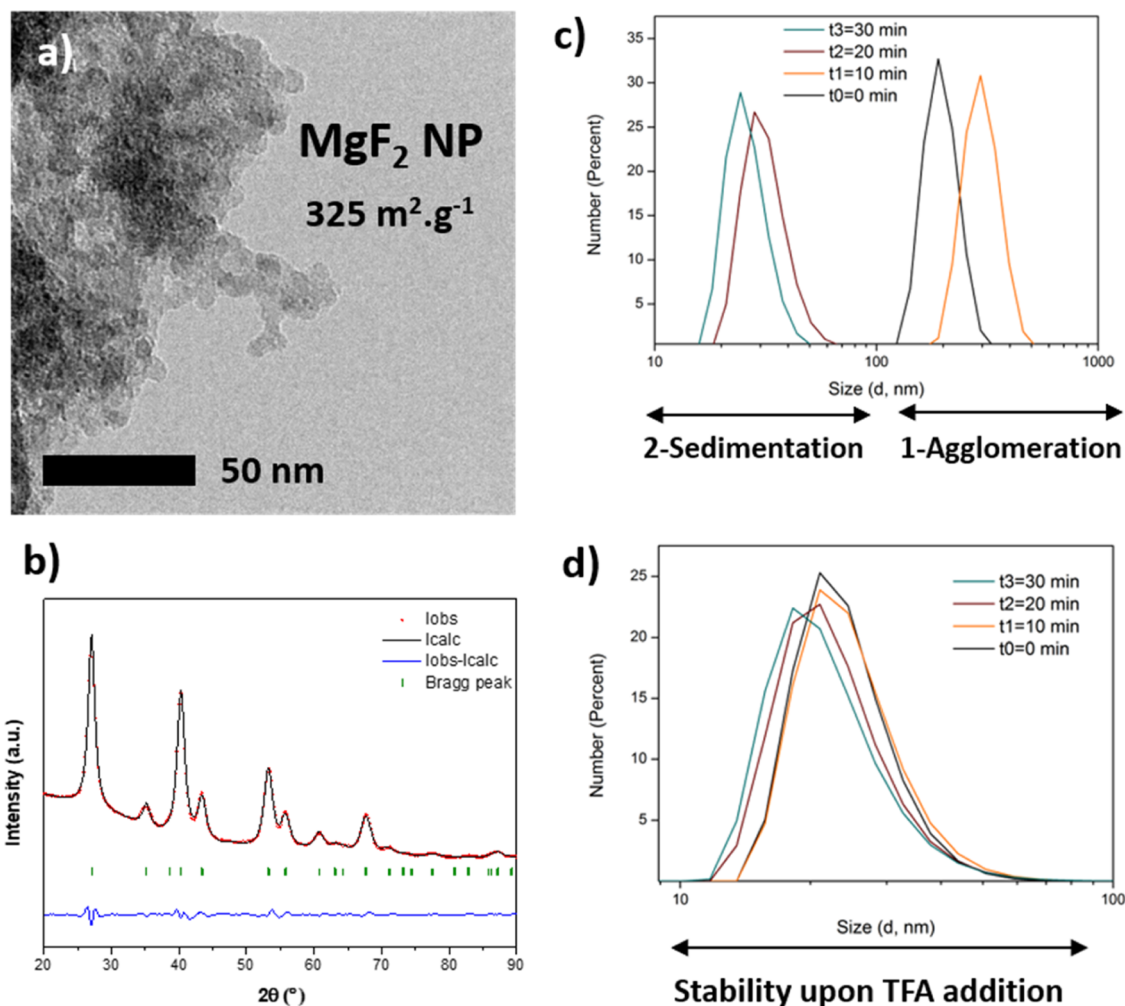 a)
MgF₂ NP
325 m².g⁻¹
50 nm
b)
Iobs
Icalc
Iobs-Icalc
Bragg peak
Intensity (a.u.)
20 30 40 50 60 70 80 90
2θ (°)
c)
t3=30 min
t2=20 min
t1=10 min
t0=0 min
Number (Percent)
35
30
25
20
15
10
5
10 100 1000
Size (d, nm)
2-Sedimentation 1-Agglomeration
d)
t3=30 min
t2=20 min
t1=10 min
t0=0 min
Number (Percent)
25
20
15
10
5
10 100
Size (d, nm)
Stability upon TFA addition